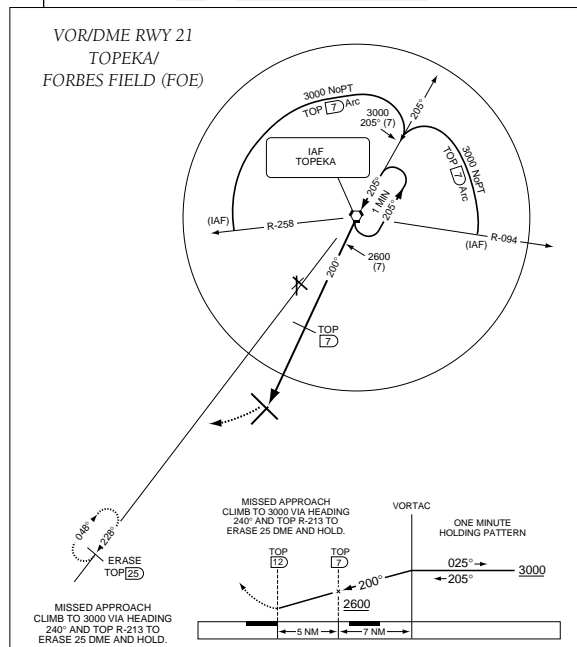 VOR/DME RWY 21
TOPEKA/
FORBES FIELD (FOE)
3000 NoPT
TOP 7 Arc
3000
205° (7)
205°
3000 NoPT
TOP 7 Arc
IAF
TOPEKA
205°
1 MIN
205°
(IAF)
R-258
R-094
(IAF)
2600
(7)
200°
TOP
7
048°
228°
ERASE
TOP 25
MISSED APPROACH
CLIMB TO 3000 VIA HEADING
240° AND TOP R-213 TO
ERASE 25 DME AND HOLD.
MISSED APPROACH
CLIMB TO 3000 VIA HEADING
240° AND TOP R-213 TO
ERASE 25 DME AND HOLD.
VORTAC
ONE MINUTE
HOLDING PATTERN
TOP
12
TOP
7
025°
205°
3000
200°
2600
5 NM
7 NM